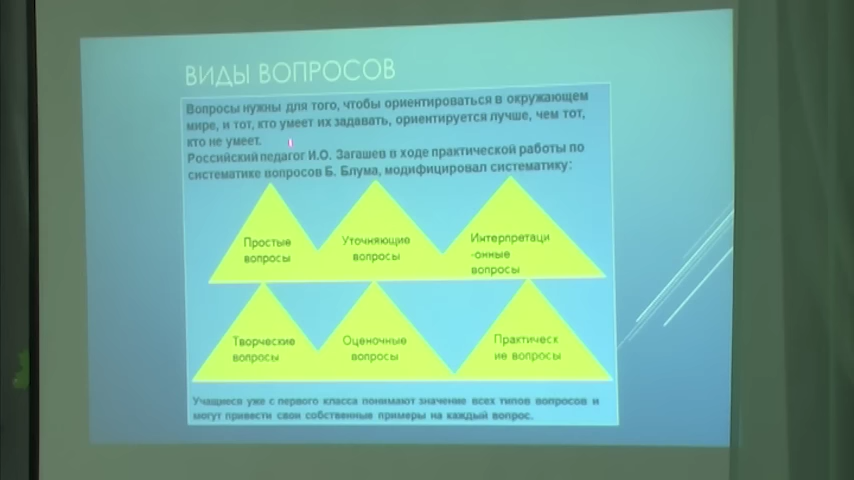 ВИДЫ ВОПРОСОВ
Вопросы нужны для того, чтобы ориентироваться в окружающем
мире, и тот, кто умеет их задавать, ориентируется лучше, чем тот,
кто не умеет.
Российский педагог И.О. Загашев в ходе практической работы по
систематике вопросов Б. Блума, модифицировал систематику:
Простые
вопросы
Уточняющие
вопросы
Интерпретаци
-онные
вопросы
Творческие
вопросы
Оценочные
вопросы
Практическ
ие вопросы
Учащиеся уже с первого класса понимают значение всех типов вопросов и
могут привести свои собственные примеры на каждый вопрос.